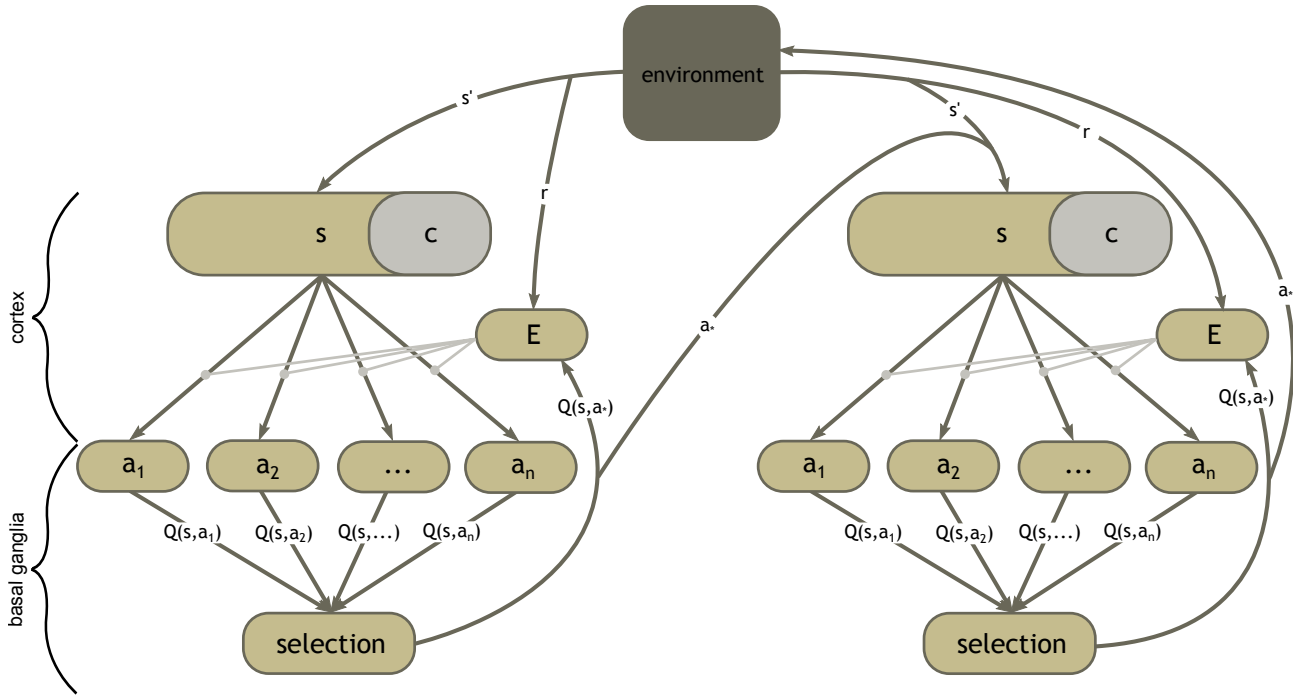 environment
s'
s'
r
r
s
c
s
c
cortex
a*
a*
E
E
Q(s,a*)
Q(s,a*)
a1
a2
...
an
a1
a2
...
an
Q(s,a1)
Q(s,a2)
Q(s,...)
Q(s,an)
Q(s,a1)
Q(s,a2)
Q(s,...)
Q(s,an)
basal ganglia
selection
selection